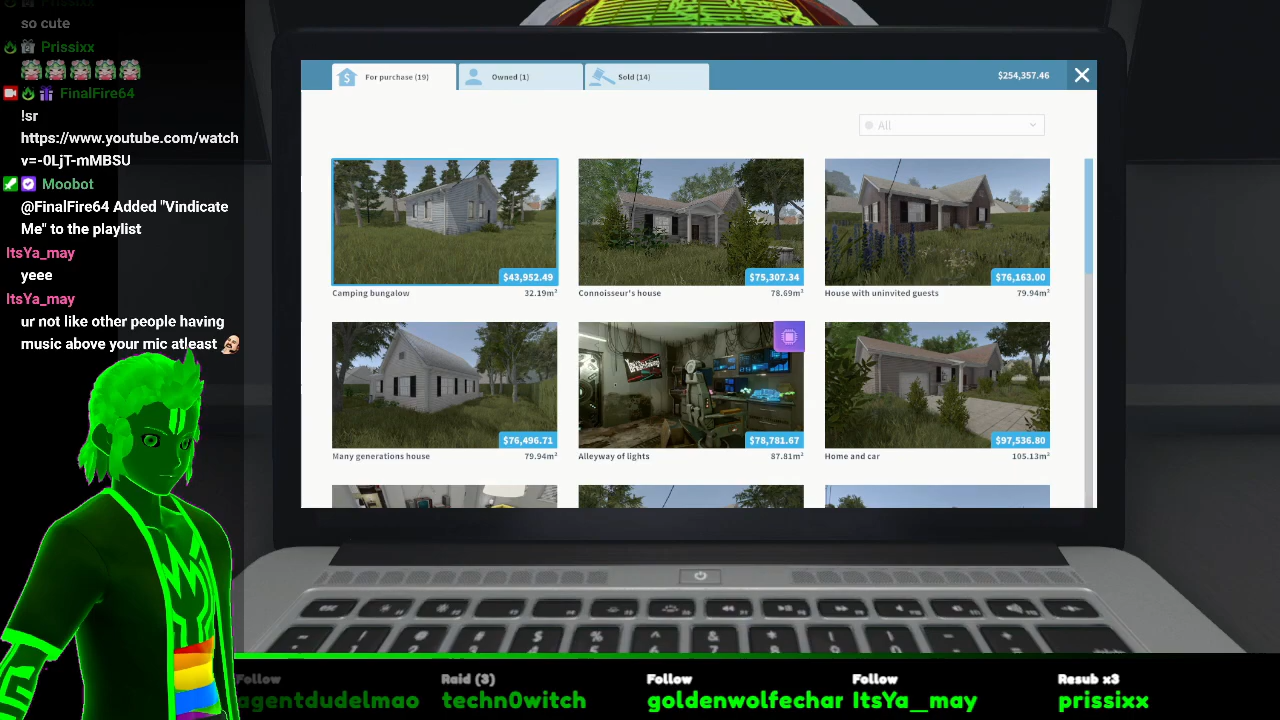 so cute
Prissixx
FinalFire64
!sr
https://www.youtube.com/watch
v=-0LjT-mMBSU
Moobot
@FinalFire64 Added "Vindicate
Me" to the playlist
ItsYa_may
yeee
ItsYa_may
ur not like other people having
music above your mic atleast
For purchase (19)
Owned (1)
Sold (14)
$254,357.46
All
$43,952.49
$75,307.34
$76,163.00
Camping bungalow
32.19m²
Connoisseur's house
78.69m²
House with uninvited guests
79.94m²
$76,496.71
$78,781.67
$97,536.80
Many generations house
79.94m²
Alleyway of lights
87.81m²
Home and car
105.13m²
esc
Follow
Raid (3)
Follow
Follow
Resub x3
agentdudelmao
techn0witch
goldenwolfechar
ItsYa_may
prissixx